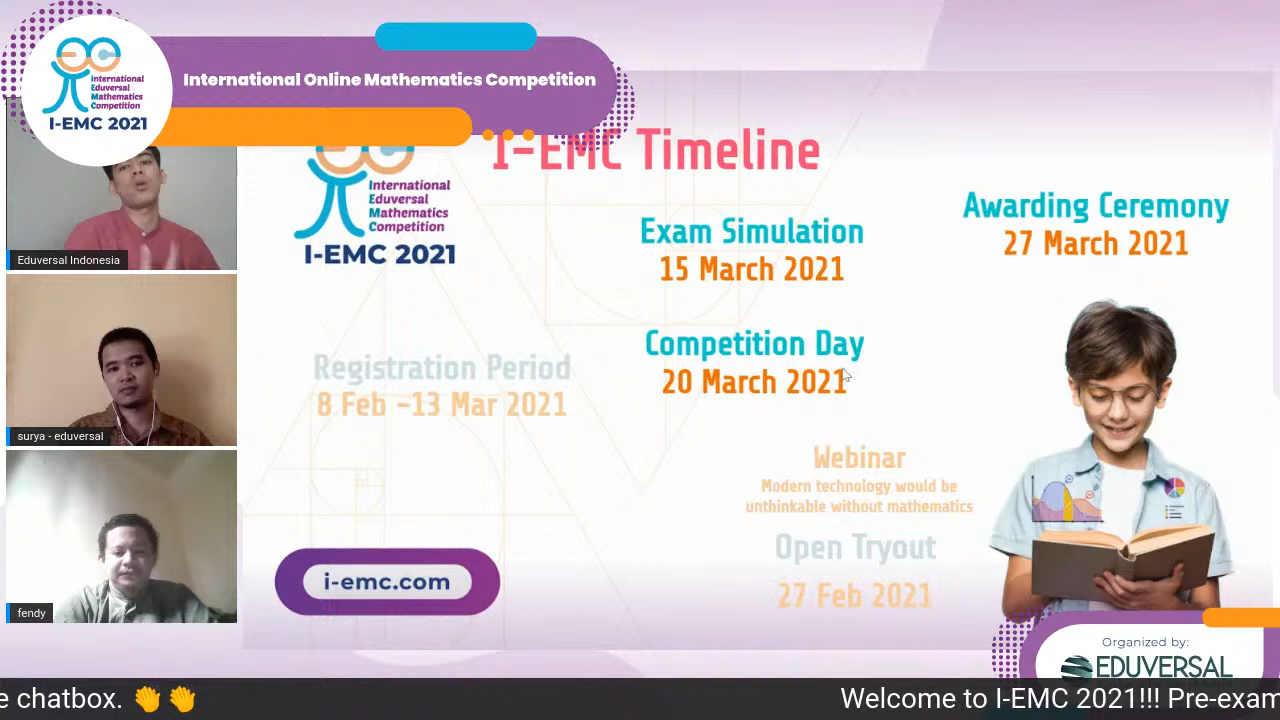 International Online Mathematics Competition
International
Eduversal
Mathematics
Competition
I-EMC 2021
I-EMC Timeline
International
Eduversal
Mathematics
Competition
I-EMC 2021
Exam Simulation
15 March 2021
Awarding Ceremony
27 March 2021
Competition Day
20 March 2021
Registration Period
8 Feb -13 Mar 2021
Webinar
Modern technology would be
unthinkable without mathematics
Open Tryout
27 Feb 2021
i-emc.com
Eduversal Indonesia
surya - eduversal
fendy
Organized by:
EDUVERSAL
e chatbox. 👏 👏
Welcome to I-EMC 2021!!! Pre-exam